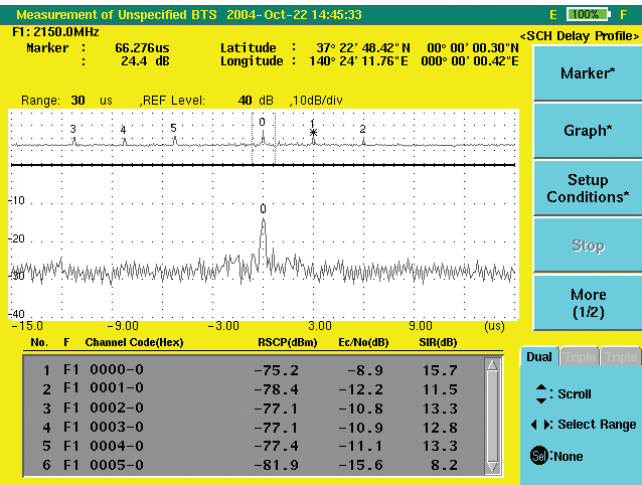 Measurement of Unspecified BTS 2004-Oct-22 14:45:33 E 100% F
F1: 2150.0MHz
<SCH Delay Profile>
Marker : 66.276us Latitude : 37° 22' 48.42"N 00° 00' 00.30"N
: 24.4 dB Longitude : 140° 24' 11.76"E 000° 00' 00.42"E
Range: 30 us ,REF Level: 40 dB ,10dB/div
3 4 5 0 1 2
-10
0
-20
-30
-40
-15.0 -9.00 -3.00 3.00 9.00 (us)
No. F Channel Code(Hex) RSCP(dBm) Ec/No(dB) SIR(dB)
1 F1 0000-0 -75.2 -8.9 15.7
2 F1 0001-0 -78.4 -12.2 11.5
3 F1 0002-0 -77.1 -10.8 13.3
4 F1 0003-0 -77.1 -10.9 12.8
5 F1 0004-0 -77.4 -11.1 13.3
6 F1 0005-0 -81.9 -15.6 8.2
Marker*
Graph*
Setup
Conditions*
Stop
More
(1/2)
Dual Triple Triple
: Scroll
: Select Range
Sel :None